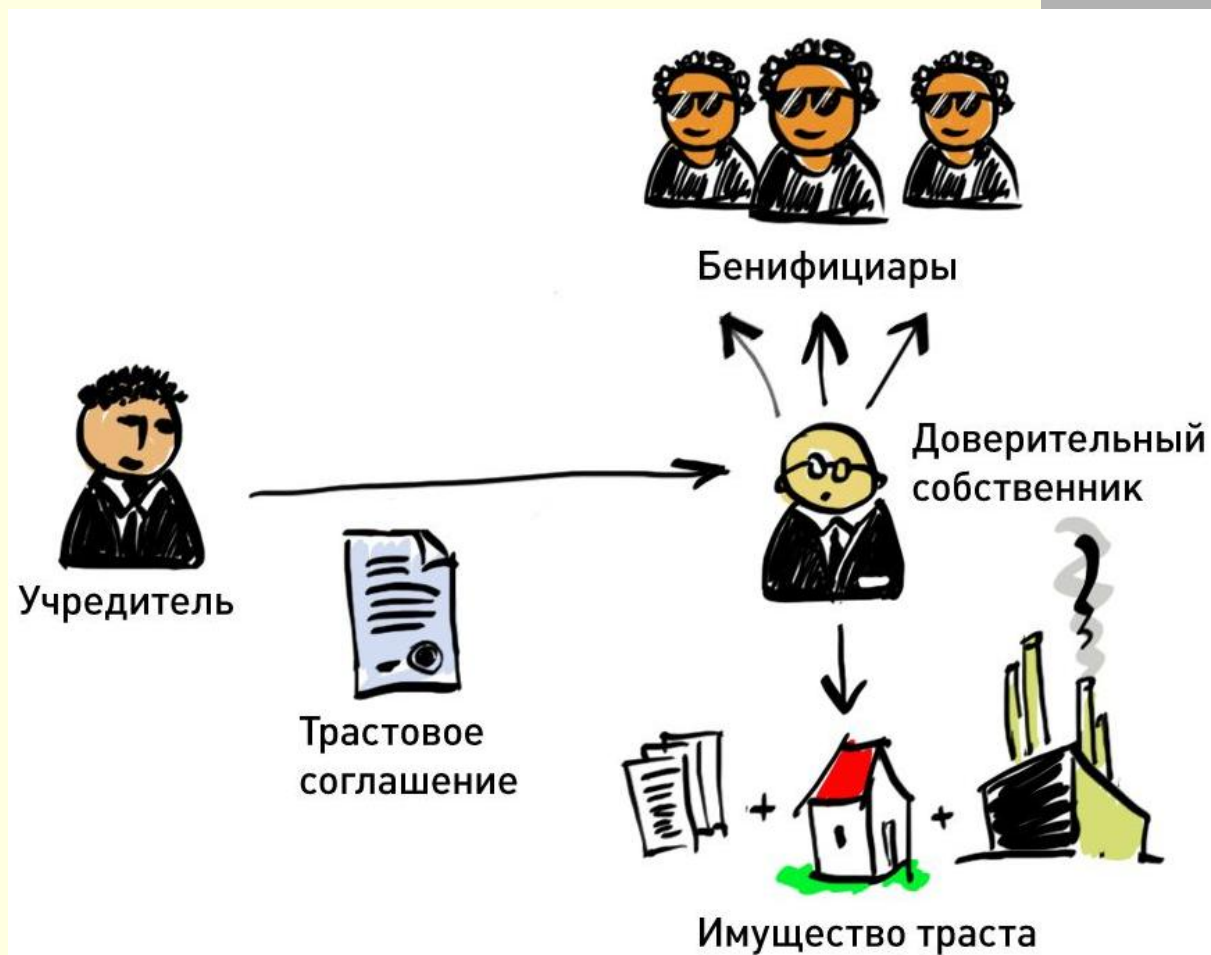 Бенифициары
Доверительный
собственник
Учредитель
Трастовое
соглашение
Имущество траста